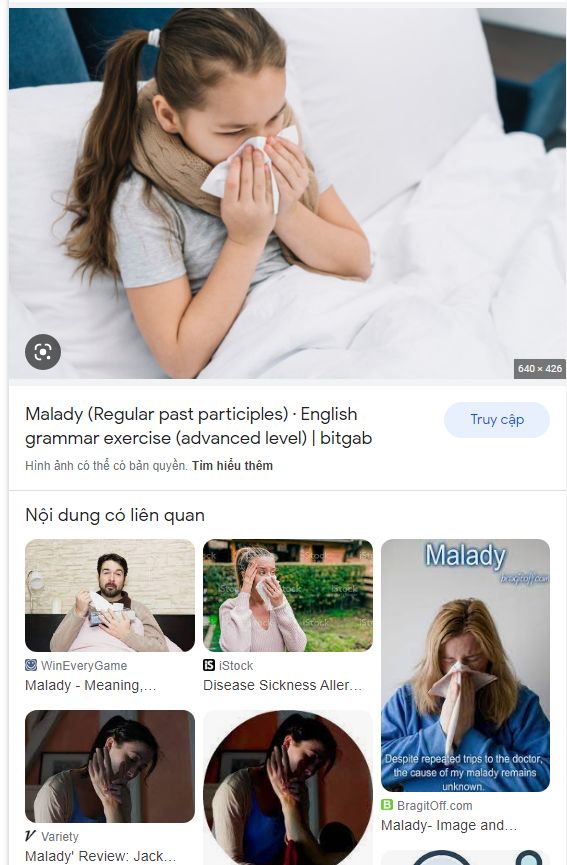 640 × 426
Malady (Regular past participles) · English
grammar exercise (advanced level) | bitgab
Truy cập
Hình ảnh có thể có bản quyền. Tìm hiểu thêm
Nội dung có liên quan
iStock
iStock
iStock
Malady
bragitoff.com
Despite repeated trips to the doctor,
the cause of my malady remains
unknown.
WinEveryGame
Malady - Meaning,...
iStock
Disease Sickness Aller...
BragitOff.com
Malady- Image and...
Variety
Malady' Review: Jack...